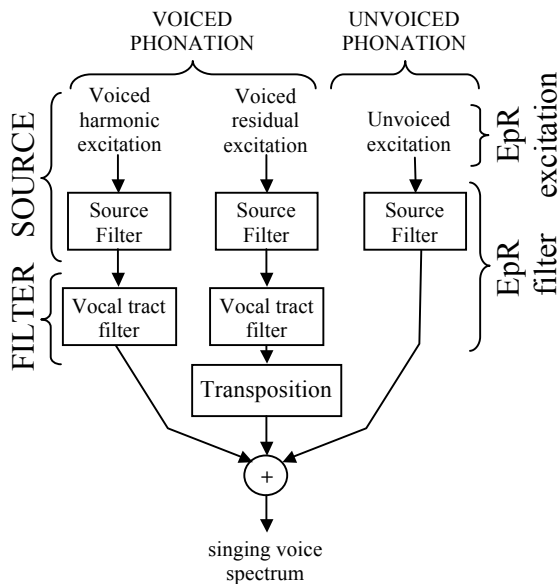 VOICED
PHONATION
UNVOICED
PHONATION
SOURCE
Voiced
harmonic
excitation
Voiced
residual
excitation
Unvoiced
excitation
EpR
excitation
Source
Filter
Source
Filter
Source
Filter
FILTER
Vocal tract
filter
Vocal tract
filter
EpR
filter
Transposition
+
singing voice
spectrum